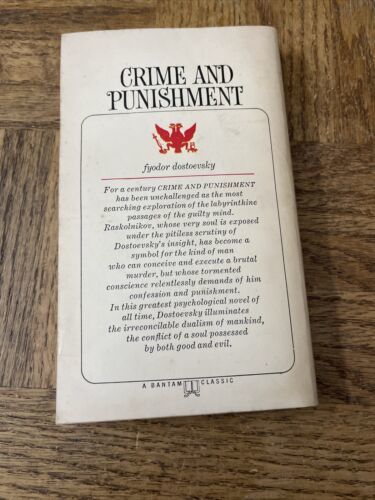 CRIME AND
PUNISHMENT
fyodor dostoevsky
For a century CRIME AND PUNISHMENT
has been unchallenged as the most
searching exploration of the labyrinthine
passages of the guilty mind.
Raskolnikov, whose very soul is exposed
under the pitiless scrutiny of
Dostoevsky's insight, has become a
symbol for the kind of man
who can conceive and execute a brutal
murder, but whose tormented
conscience relentlessly demands of him
confession and punishment.
In this greatest psychological novel of
all time, Dostoevsky illuminates
the irreconcilable dualism of mankind,
the conflict of a soul possessed
by both good and evil.
A BANTAM CLASSIC